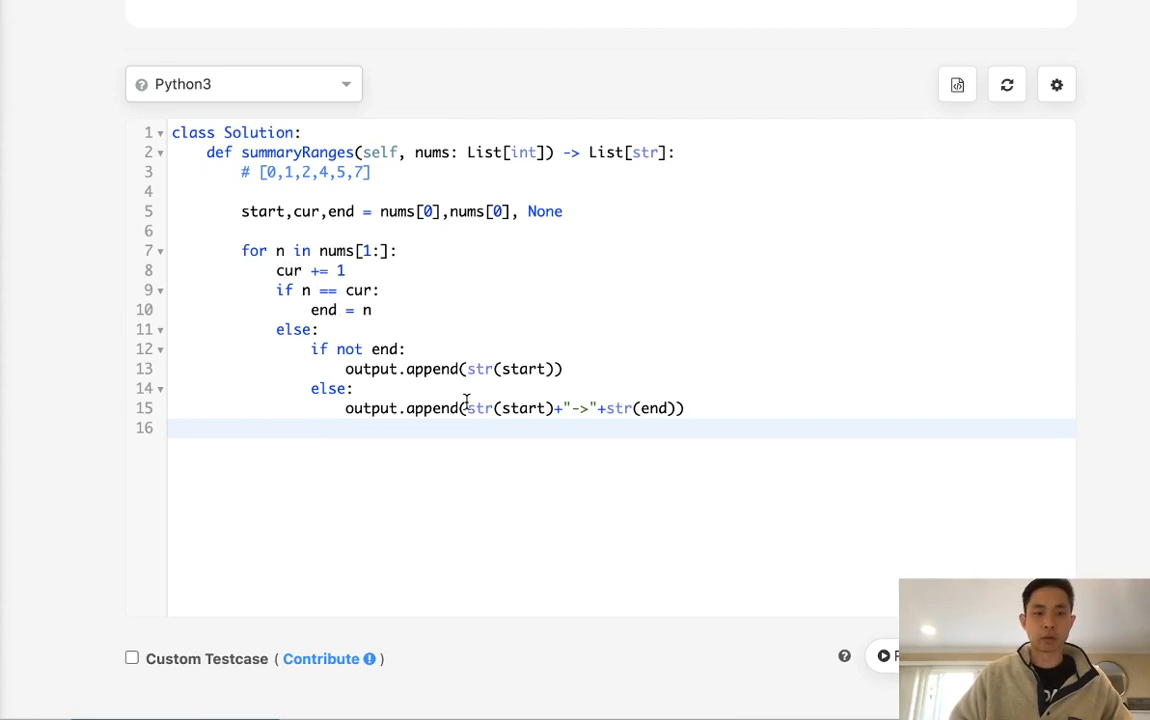 Python3
1 class Solution:
2 def summaryRanges(self, nums: List[int]) -> List[str]:
3 # [0,1,2,4,5,7]
4
5 start,cur,end = nums[0],nums[0], None
6
7 for n in nums[1:]:
8 cur += 1
9 if n == cur:
10 end = n
11 else:
12 if not end:
13 output.append(str(start))
14 else:
15 output.append(str(start)+"->"+str(end))
16
Custom Testcase ( Contribute )